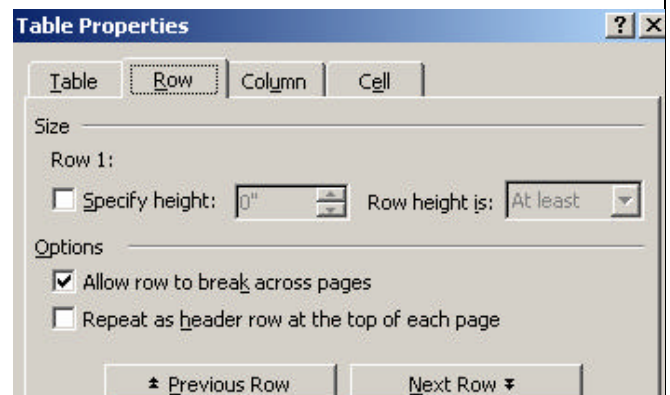 Table Properties
Table Row Column Cell
Size
Row 1:
Specify height: 0" Row height is: At least
Options
Allow row to break across pages
Repeat as header row at the top of each page
Previous Row Next Row